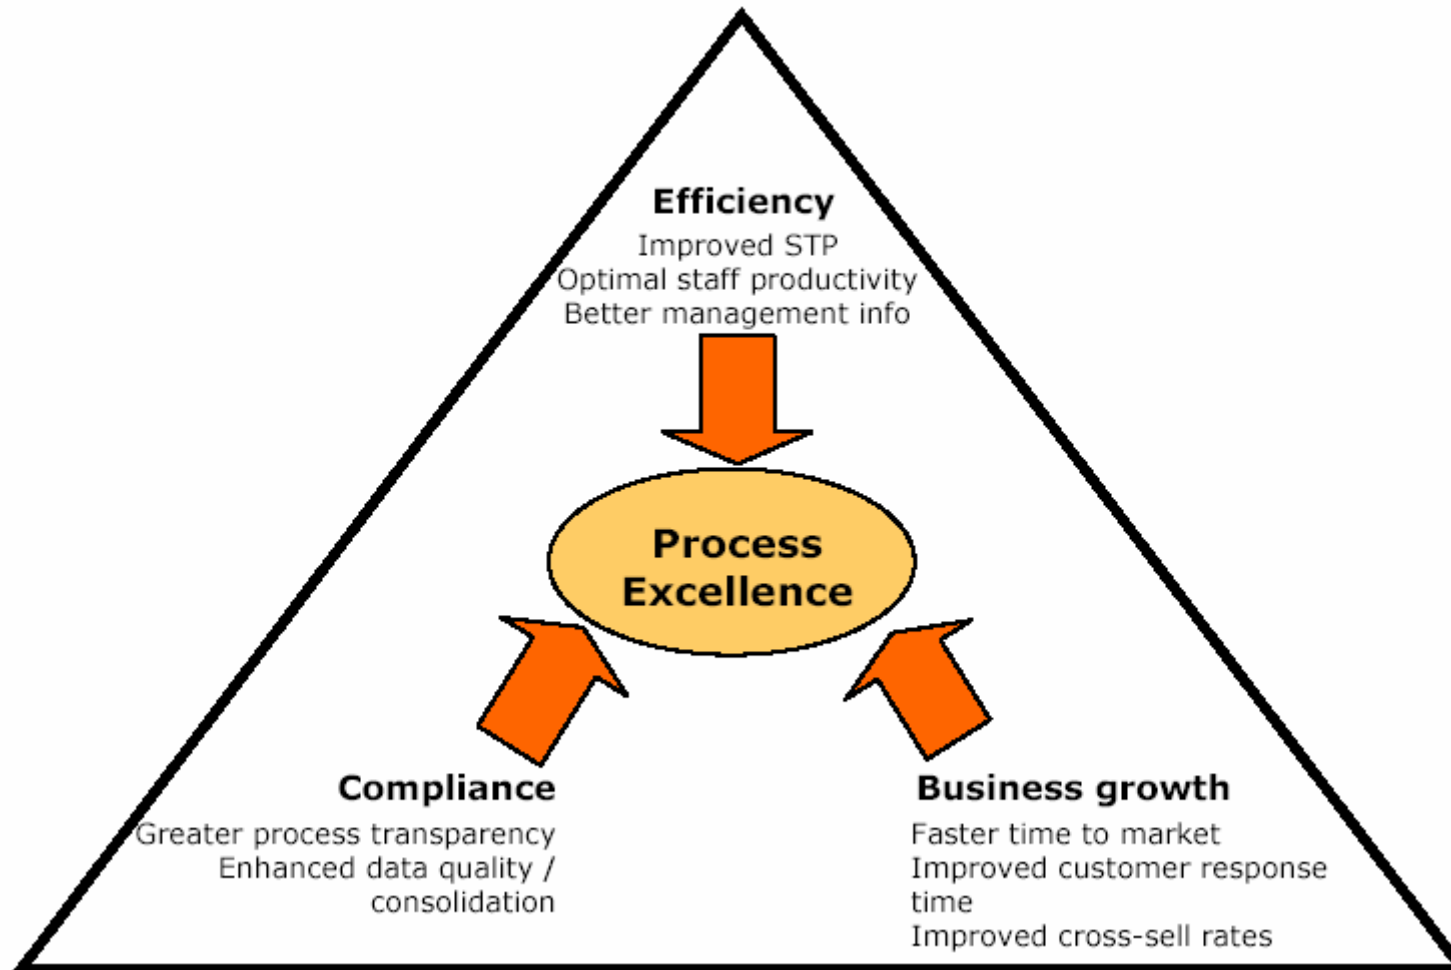 Efficiency
Improved STP
Optimal staff productivity
Better management info
Process
Excellence
Compliance
Greater process transparency
Enhanced data quality /
consolidation
Business growth
Faster time to market
Improved customer response
time
Improved cross-sell rates